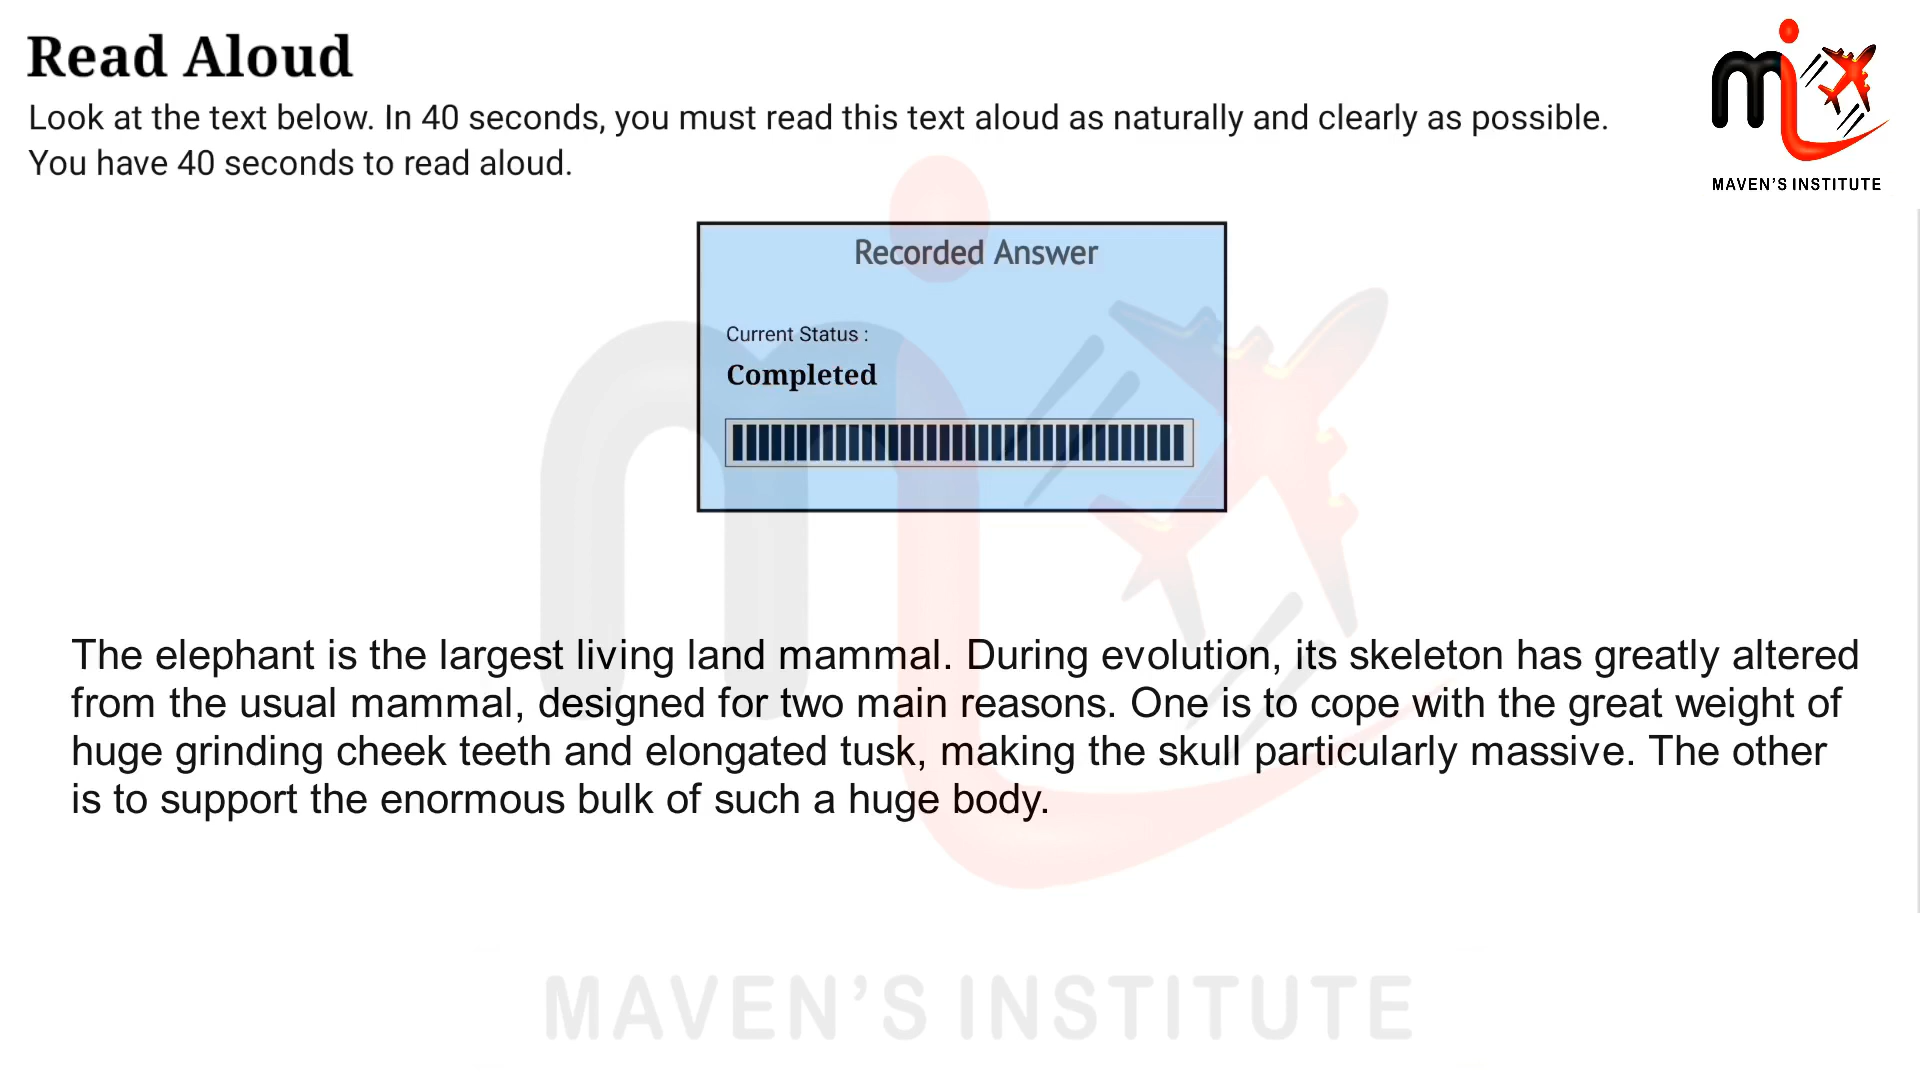 Read Aloud
Look at the text below. In 40 seconds, you must read this text aloud as naturally and clearly as possible.
You have 40 seconds to read aloud.
mi
MAVEN'S INSTITUTE
Recorded Answer
Current Status :
Completed
The elephant is the largest living land mammal. During evolution, its skeleton has greatly altered
from the usual mammal, designed for two main reasons. One is to cope with the great weight of
huge grinding cheek teeth and elongated tusk, making the skull particularly massive. The other
is to support the enormous bulk of such a huge body.
mi
MAVEN'S INSTITUTE